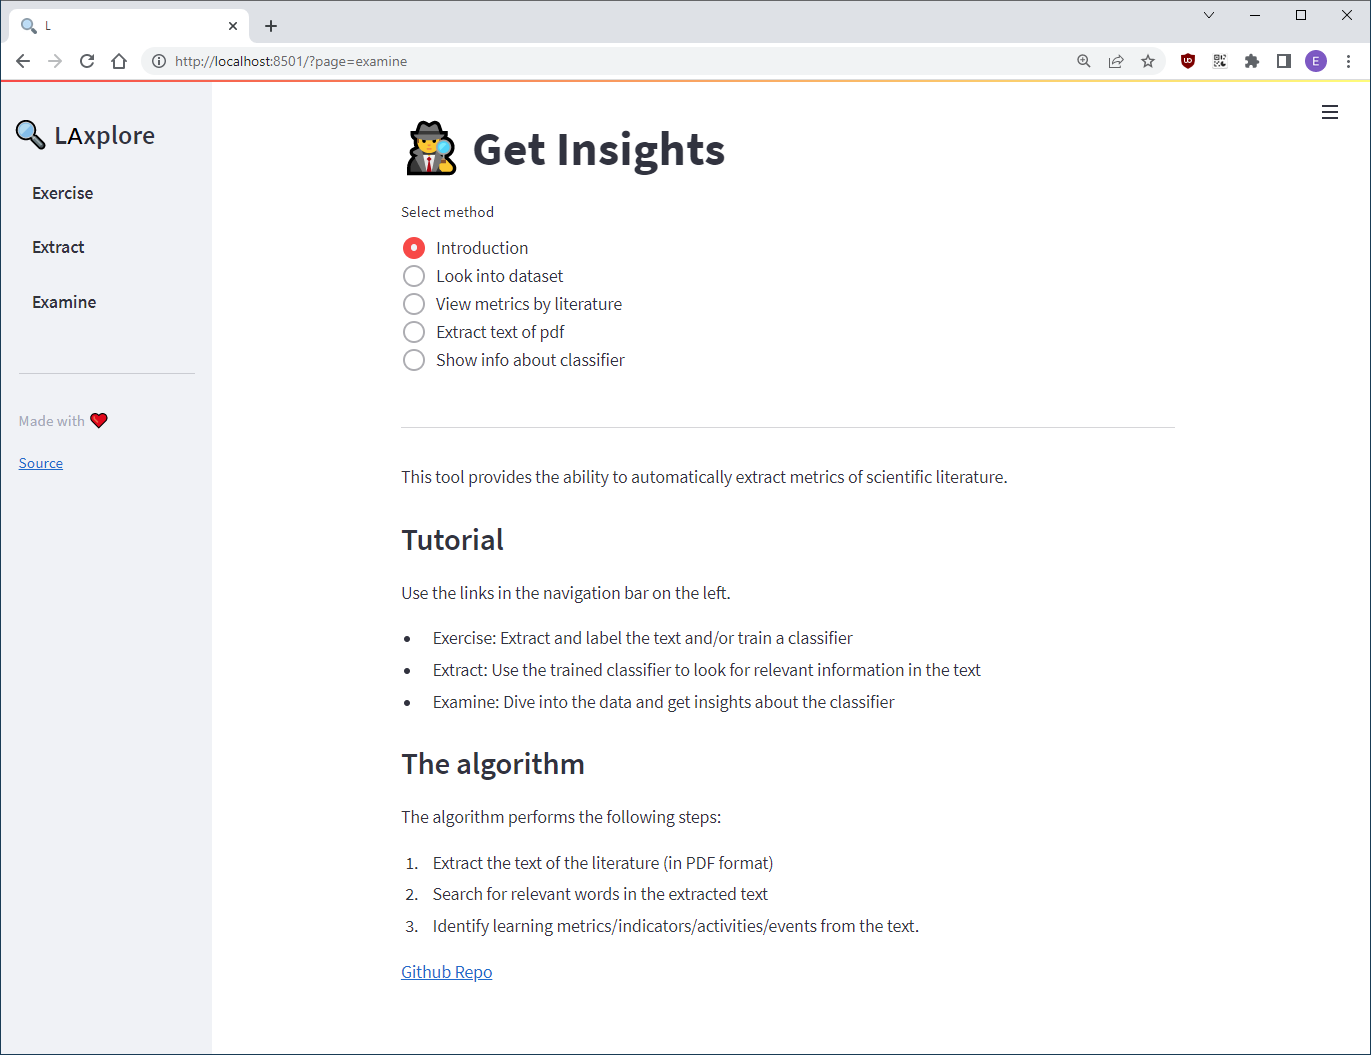 L
http://localhost:8501/?page=examine
E
LAxplore
Exercise
Extract
Examine
Made with
Source
Get Insights
Select method
Introduction
Look into dataset
View metrics by literature
Extract text of pdf
Show info about classifier
This tool provides the ability to automatically extract metrics of scientific literature.
Tutorial
Use the links in the navigation bar on the left.
• Exercise: Extract and label the text and/or train a classifier
• Extract: Use the trained classifier to look for relevant information in the text
• Examine: Dive into the data and get insights about the classifier
The algorithm
The algorithm performs the following steps:
1. Extract the text of the literature (in PDF format)
2. Search for relevant words in the extracted text
3. Identify learning metrics/indicators/activities/events from the text.
Github Repo